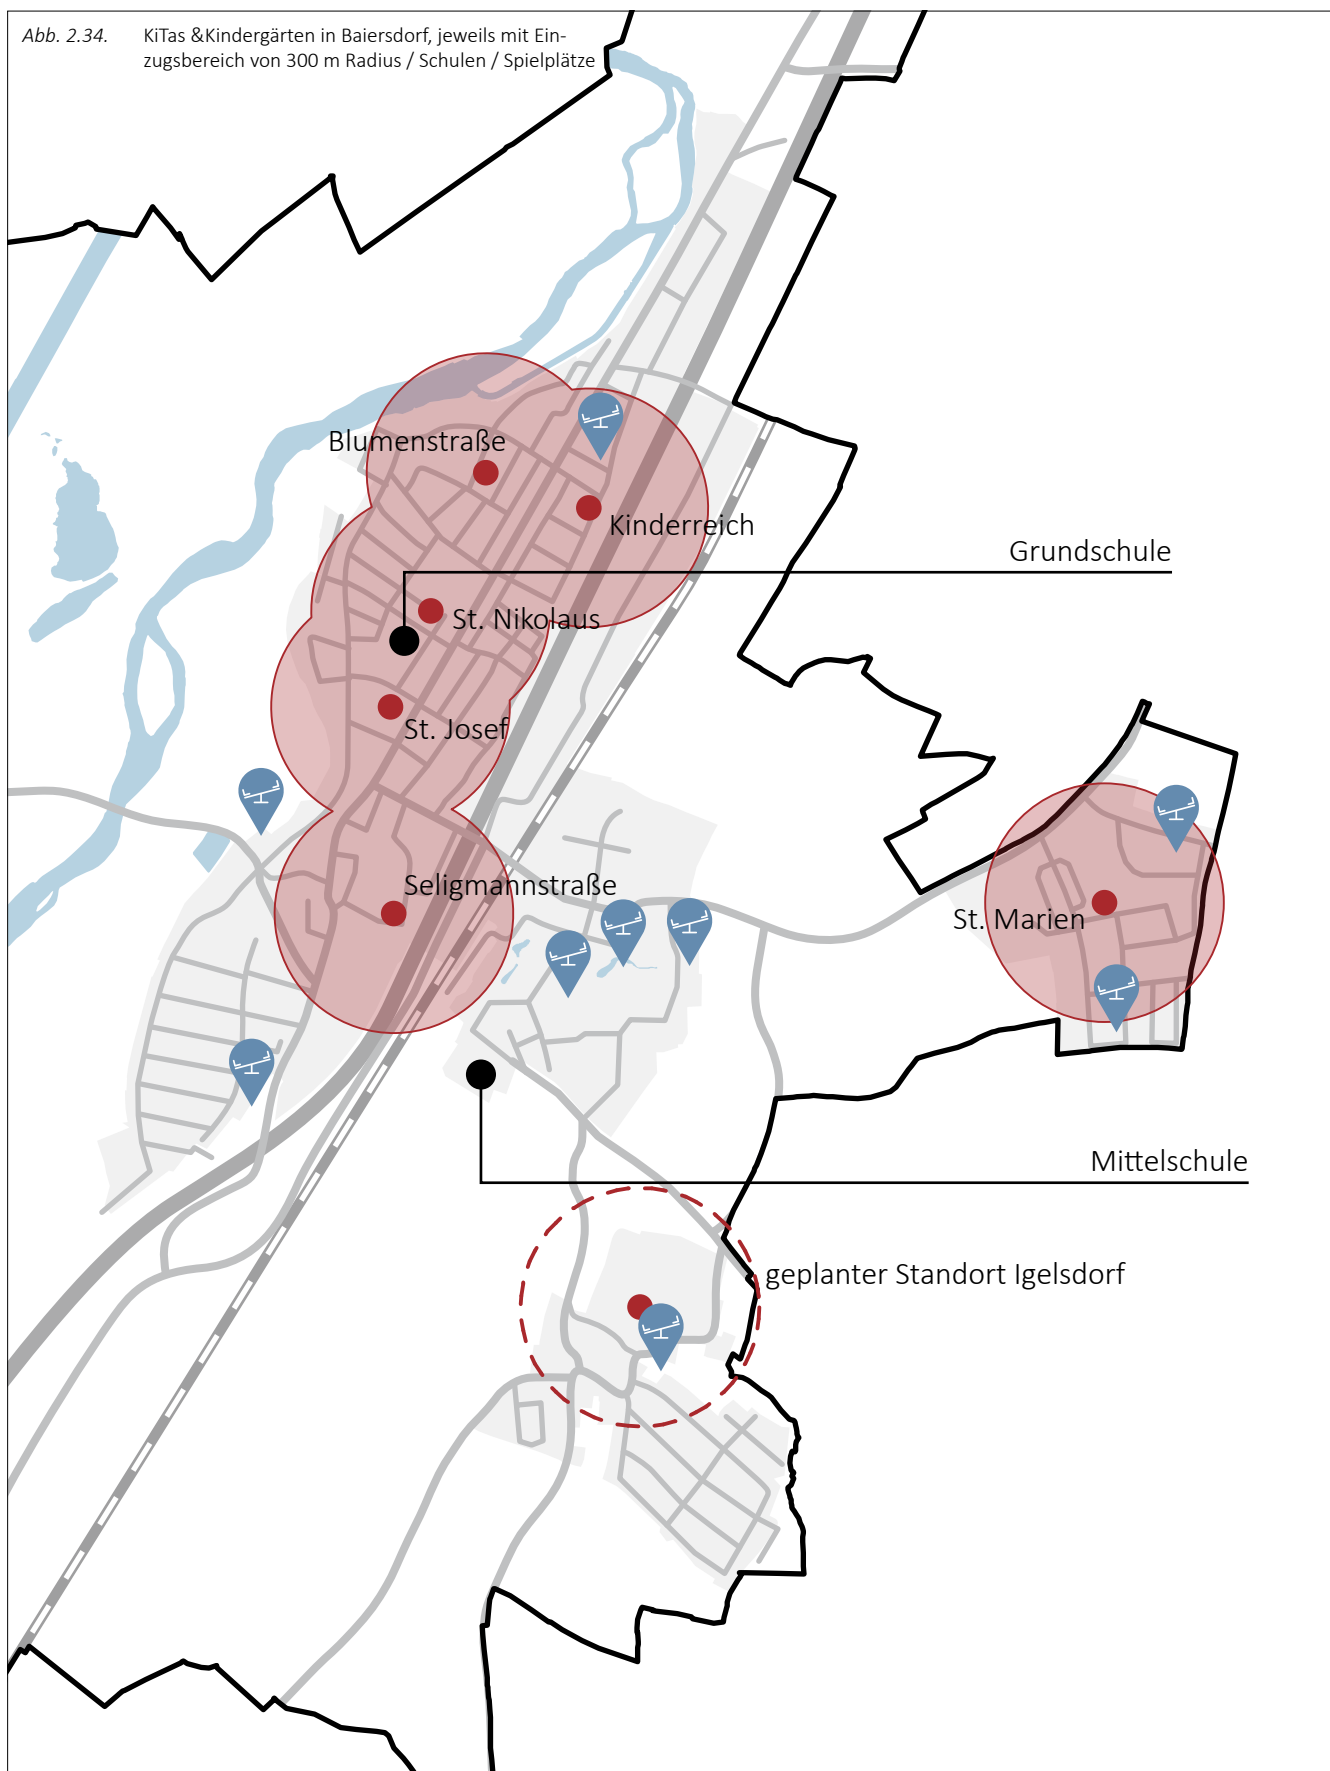 Abb. 2.34. KiTas &Kindergärten in Baiersdorf, jeweils mit Ein-
zugsbereich von 300 m Radius / Schulen / Spielplätze
Blumenstraße
Kinderreich
Grundschule
St. Nikolaus
St. Josef
Seligmannstraße
St. Marien
Mittelschule
geplanter Standort Igelsdorf